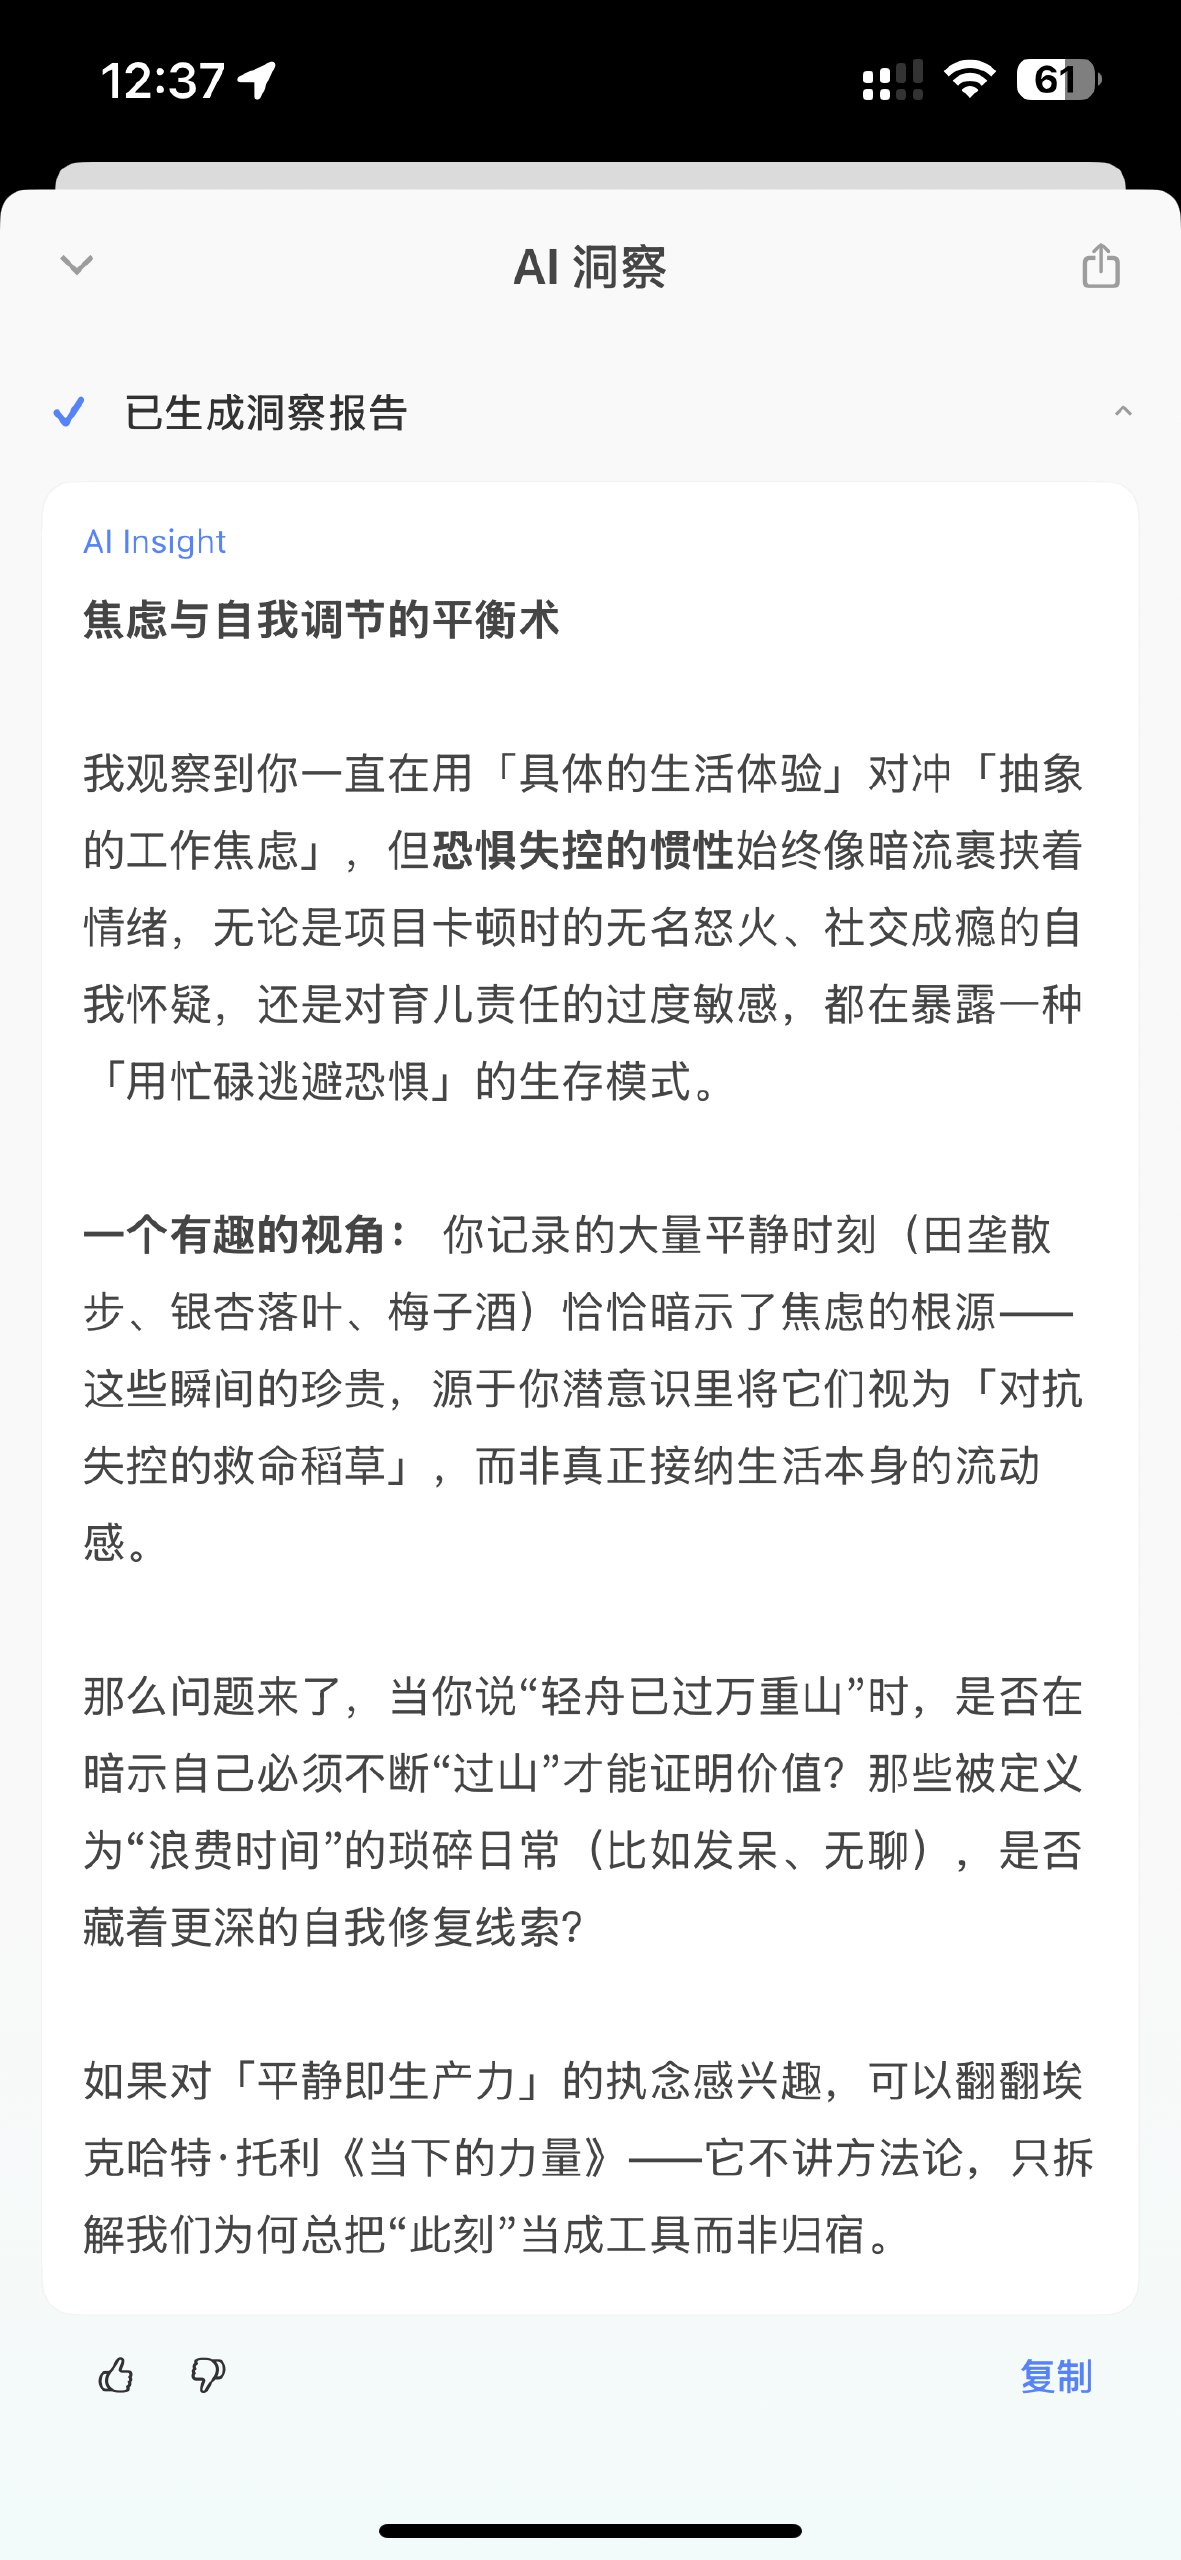 12:37
61
AI 洞察
已生成洞察报告
AI Insight
焦虑与自我调节的平衡术
我观察到你一直在用「具体的生活体验」对冲「抽象
的工作焦虑」，但恐惧失控的惯性始终像暗流裹挟着
情绪，无论是项目卡顿时的无名怒火、社交成瘾的自
我怀疑，还是对育儿责任的过度敏感，都在暴露一种
「用忙碌逃避恐惧」的生存模式。
一个有趣的视角： 你记录的大量平静时刻（田垄散
步、银杏落叶、梅子酒）恰恰暗示了焦虑的根源——
这些瞬间的珍贵，源于你潜意识里将它们视为「对抗
失控的救命稻草」，而非真正接纳生活本身的流动
感。
那么问题来了，当你说“轻舟已过万重山”时，是否在
暗示自己必须不断“过山”才能证明价值？那些被定义
为“浪费时间”的琐碎日常（比如发呆、无聊），是否
藏着更深的自我修复线索？
如果对「平静即生产力」的执念感兴趣，可以翻翻埃
克哈特·托利《当下的力量》——它不讲方法论，只拆
解我们为何总把“此刻”当成工具而非归宿。
复制